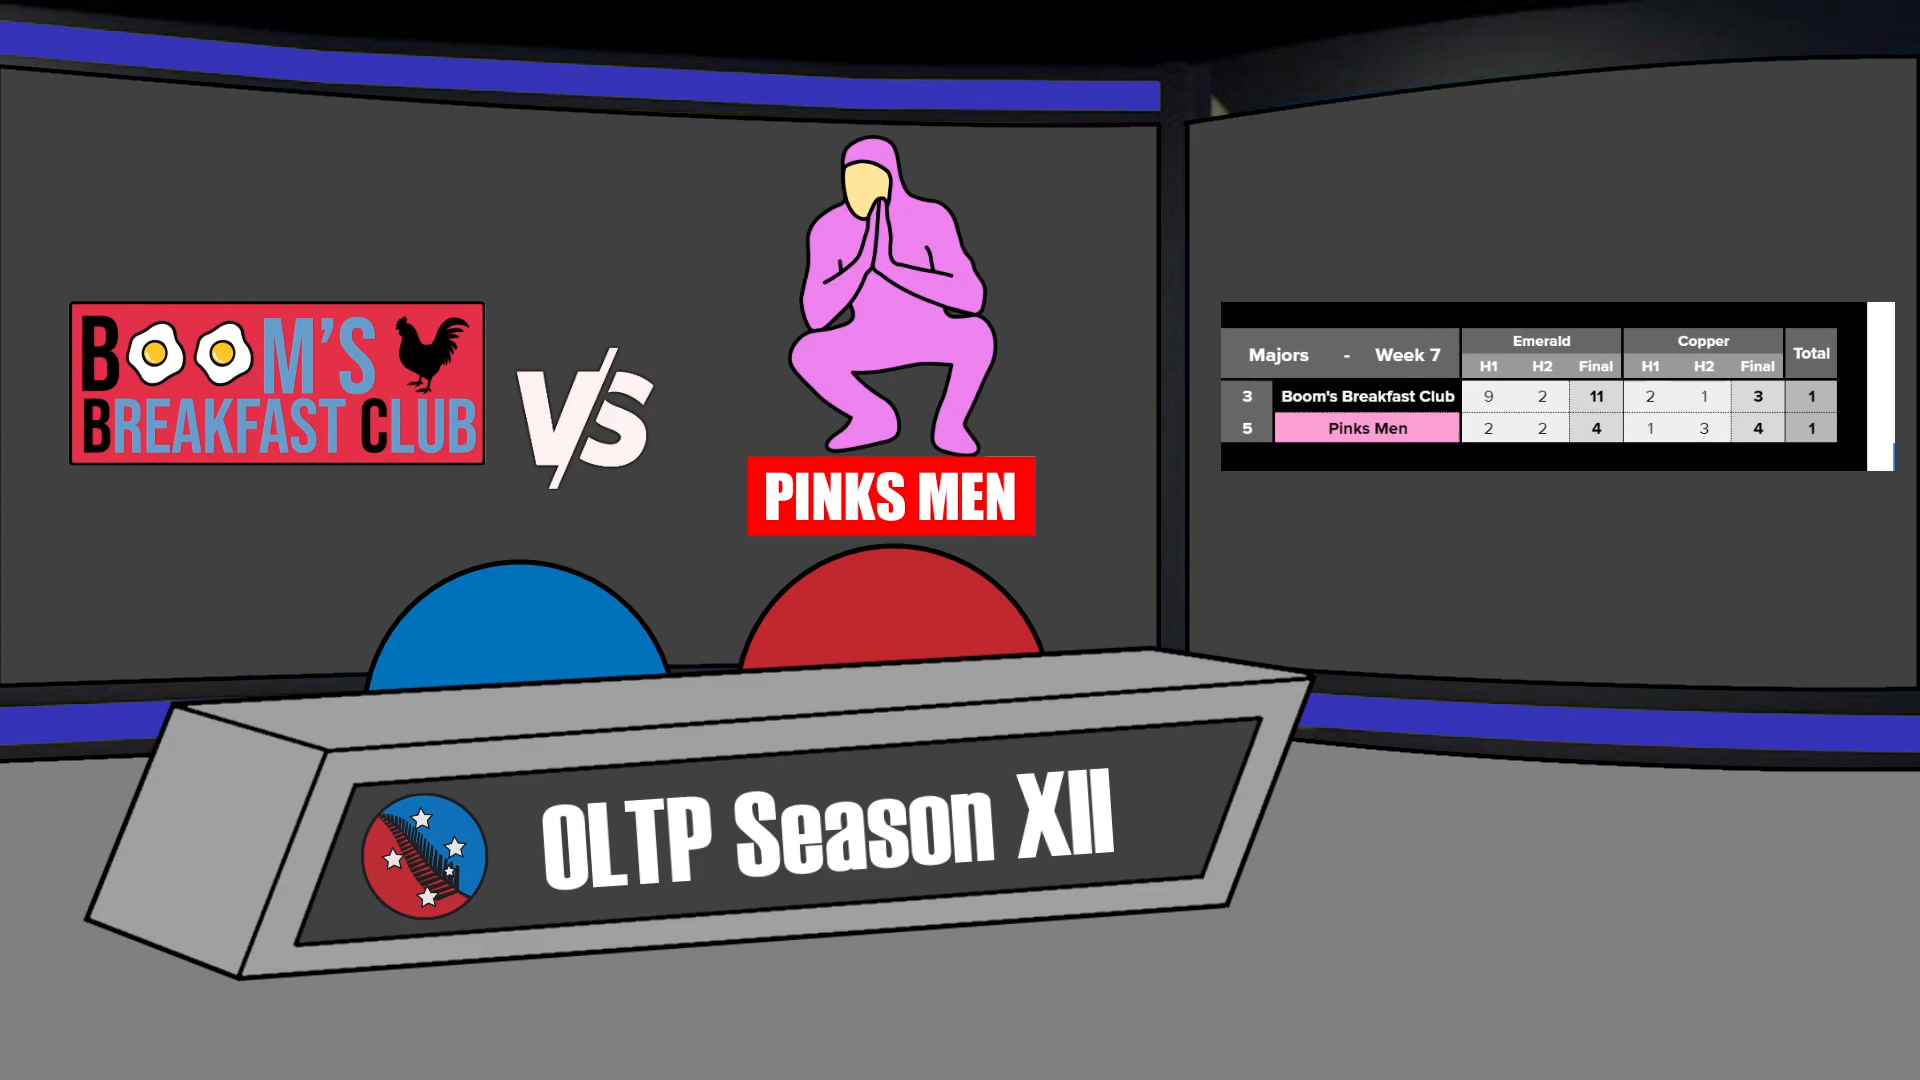 BOOM'S
BREAKFAST CLUB
VS
PINKS MEN
Majors - Week 7 Emerald Copper Total
H1 H2 Final H1 H2 Final
3 Boom's Breakfast Club 9 2 11 2 1 3 1
5 Pinks Men 2 2 4 1 3 4 1
OLTP Season XII